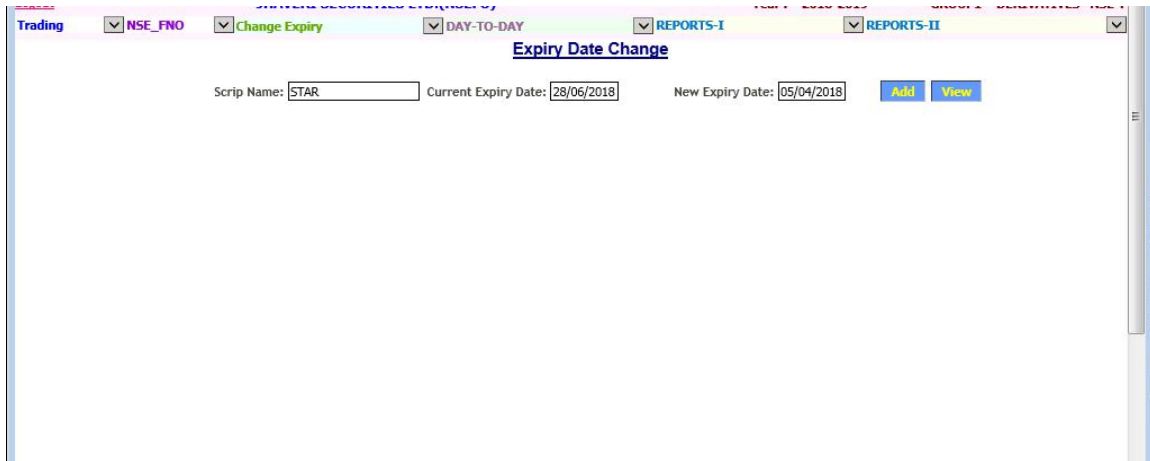 Trading NSE_FNO Change Expiry DAY-TO-DAY REPORTS-I REPORTS-II
Expiry Date Change
Scrip Name: STAR Current Expiry Date: 28/06/2018 New Expiry Date: 05/04/2018 Add View